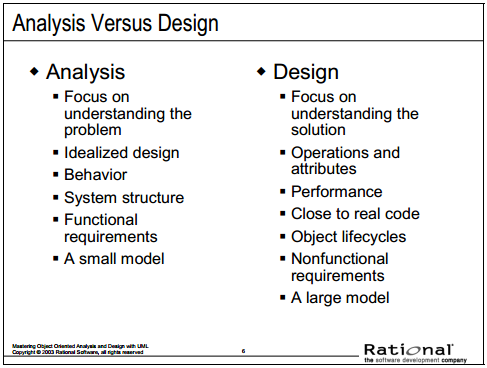 Analysis Versus Design
Analysis
Focus on
understanding the
problem
Idealized design
Behavior
System structure
Functional
requirements
A small model
Design
Focus on
understanding the
solution
Operations and
attributes
Performance
Close to real code
Object lifecycles
Nonfunctional
requirements
A large model
Mastering Object Oriented Analysis and Design with UML
Copyright © 2003 Rational Software, all rights reserved
6
Rational
the software development company